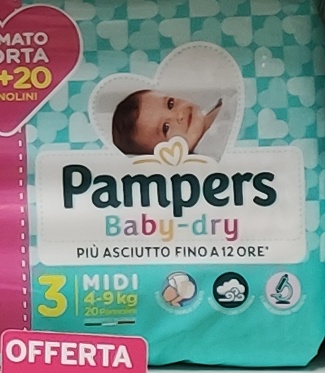 MATO
ORTA
+20
NOLINI
Pampers
Baby-dry
PIÙ ASCIUTTO FINO A 12 ORE*
3
MIDI
4-9 kg
20 Pannolini
OFFERTA